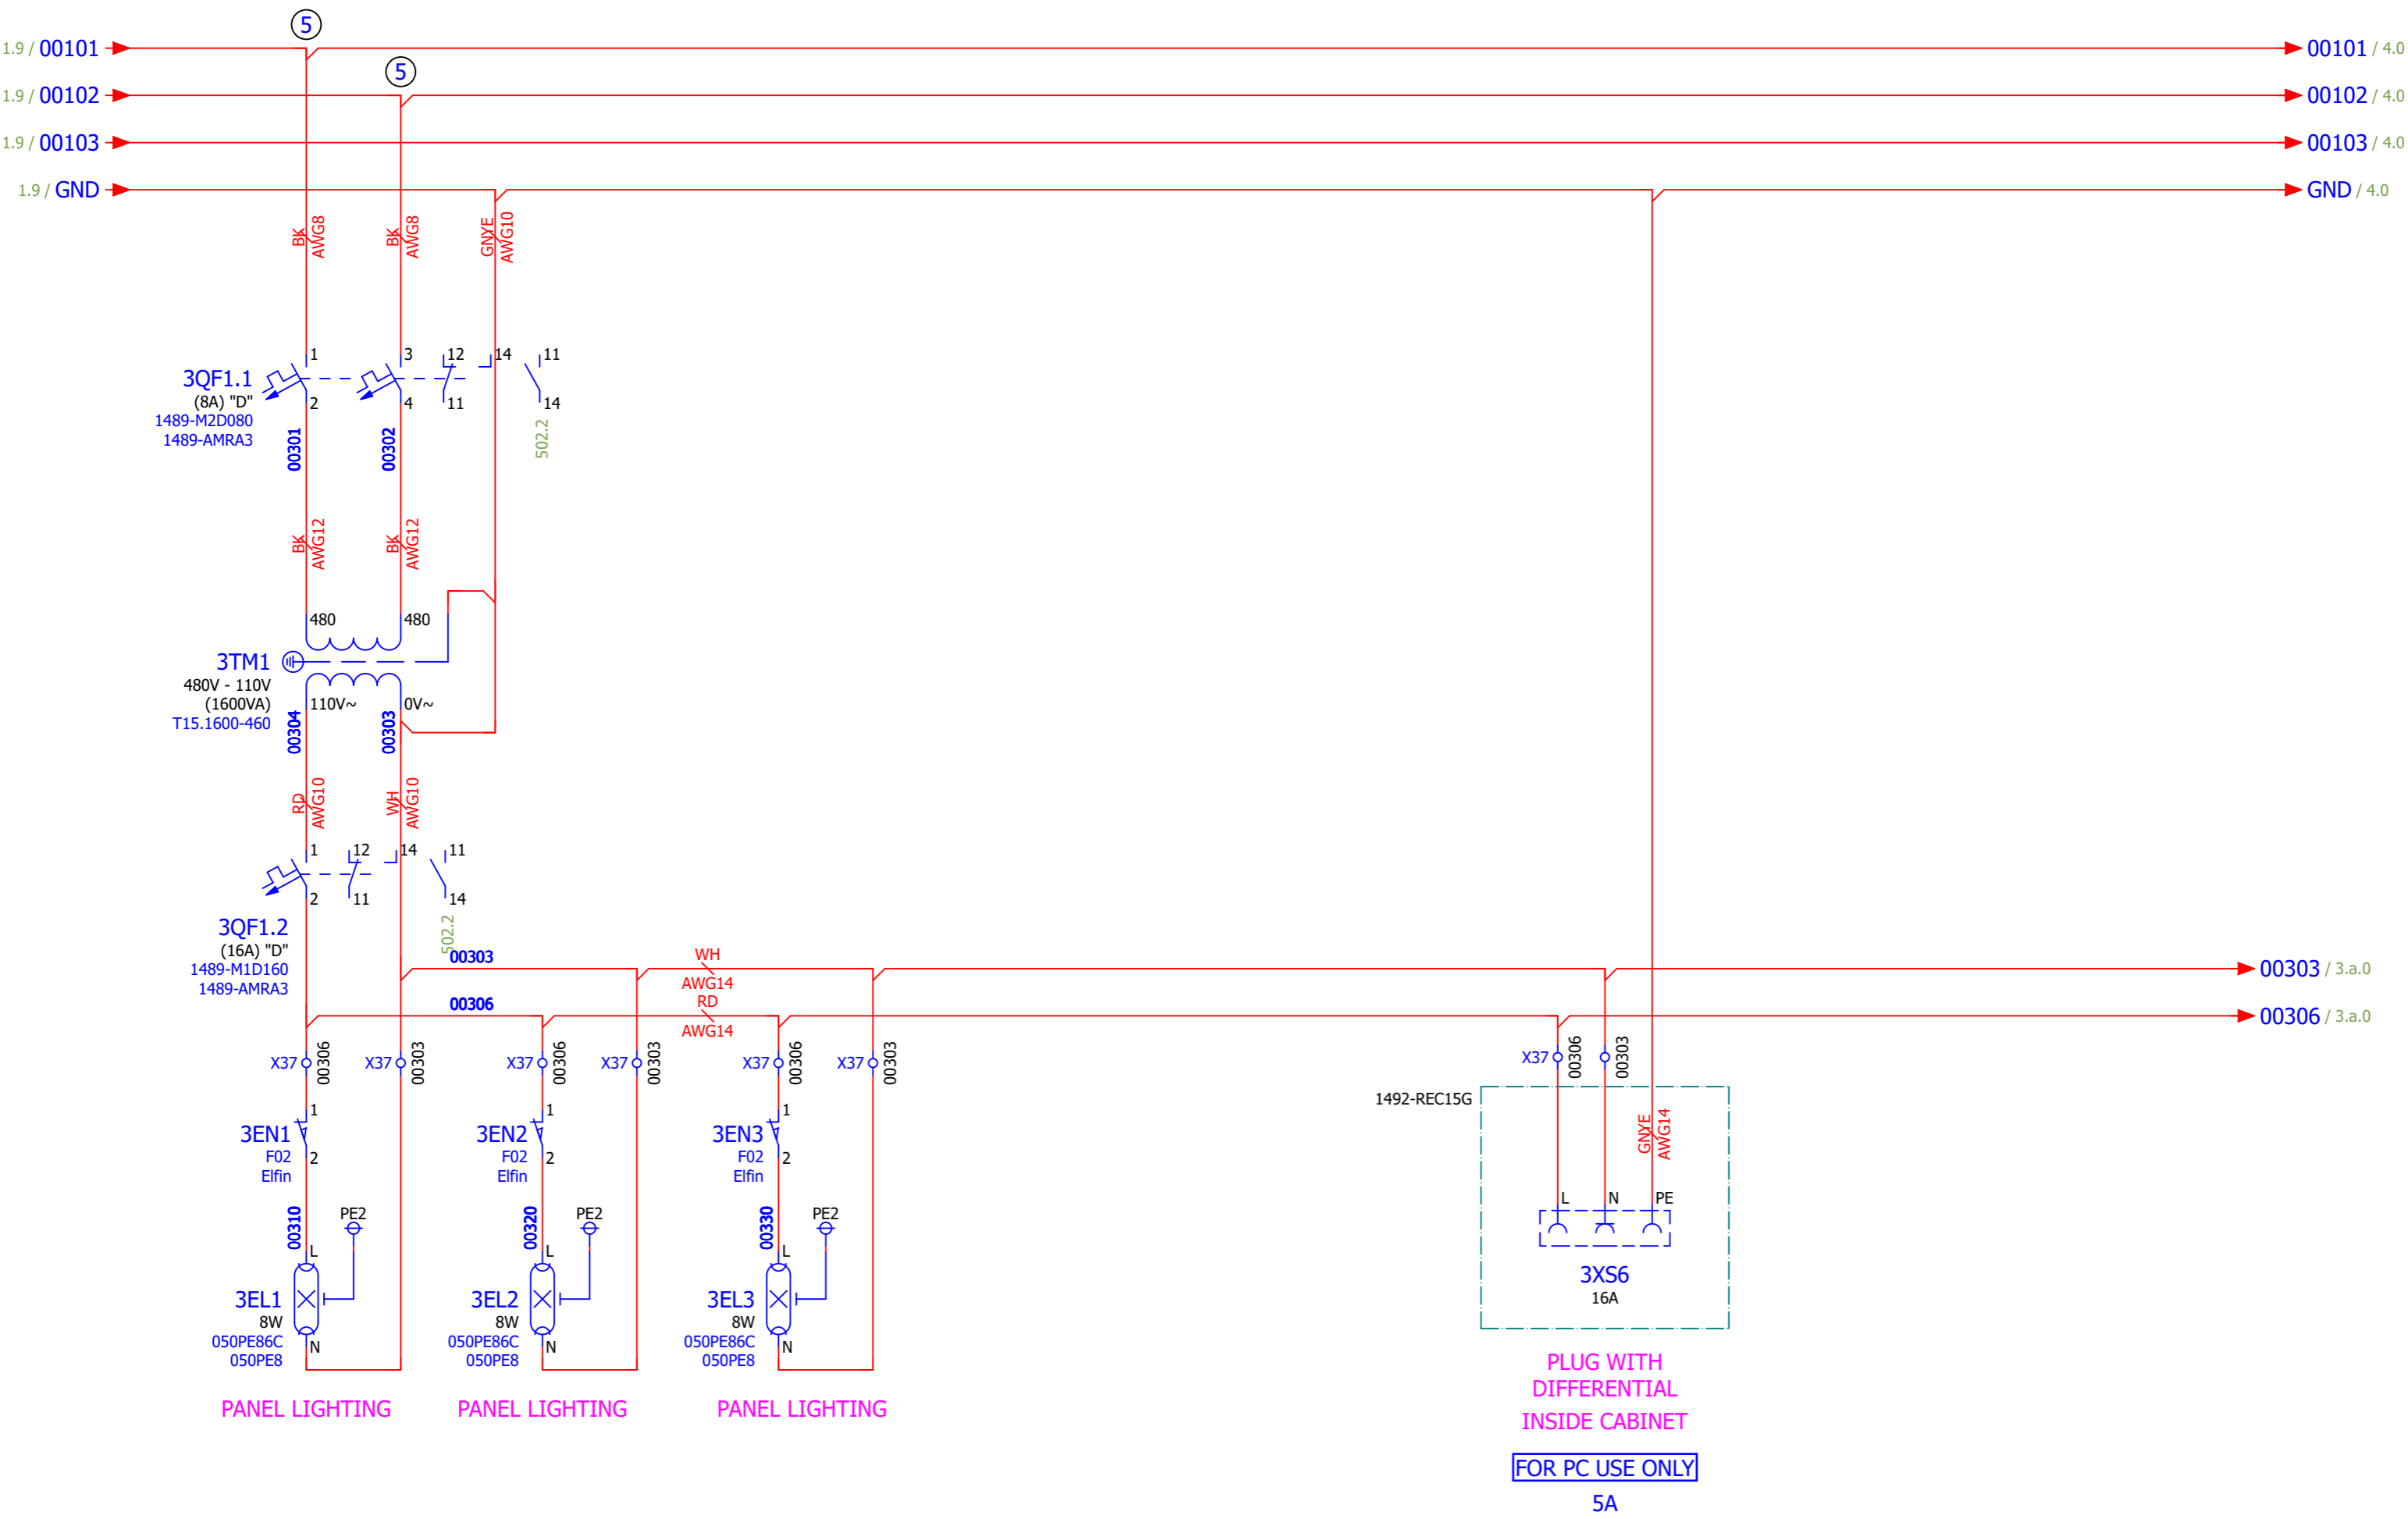 5
1.9 / 00101
00101 / 4.0
5
1.9 / 00102
00102 / 4.0
1.9 / 00103
00103 / 4.0
1.9 / GND
GND / 4.0
BK
AWG8
BK
AWG8
GNYE
AWG10
1
3
12
14
11
3QF1.1
(8A) "D"
1489-M2D080
1489-AMRA3
2
4
11
14
00301
00302
502.2
BK
AWG12
BK
AWG12
480
480
3TM1
480V - 110V
(1600VA)
T15.1600-460
110V~
0V~
00304
00303
RD
AWG10
WH
AWG10
1
12
14
11
2
11
14
3QF1.2
(16A) "D"
1489-M1D160
1489-AMRA3
502.2
00303
WH
AWG14
00303 / 3.a.0
00306
RD
AWG14
00306 / 3.a.0
X37
00306
X37
00303
X37
00306
X37
00303
X37
00306
X37
00303
X37
00306
00303
1492-REC15G
1
3EN1
F02
Elfin
2
1
3EN2
F02
Elfin
2
1
3EN3
F02
Elfin
2
GNYE
AWG14
00310
PE2
00320
PE2
00330
PE2
L
N
PE
L
3EL1
8W
050PE86C
050PE8
N
L
3EL2
8W
050PE86C
050PE8
N
L
3EL3
8W
050PE86C
050PE8
N
3XS6
16A
PANEL LIGHTING
PANEL LIGHTING
PANEL LIGHTING
PLUG WITH
DIFFERENTIAL
INSIDE CABINET
FOR PC USE ONLY
5A